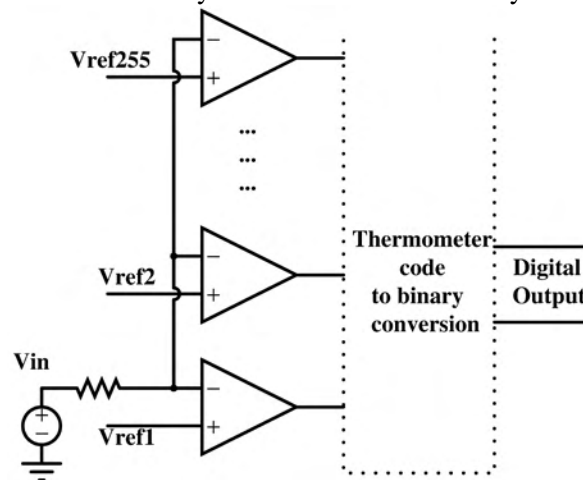 Vref255
−
+
...
...
...
Vref2
−
+
Thermometer
code
to binary
conversion
Digital
Output
Vin
+
−
−
+
Vref1